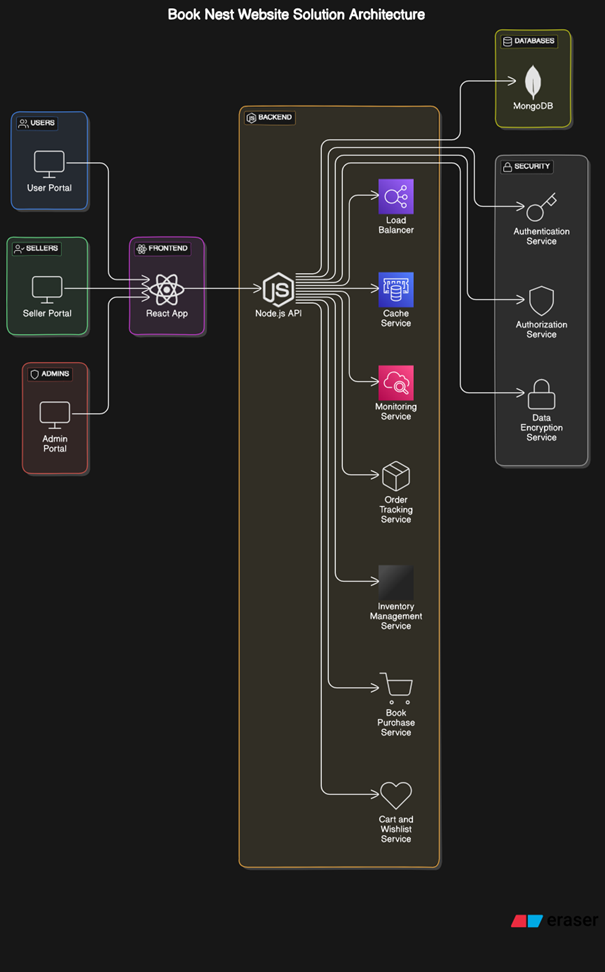 Book Nest Website Solution Architecture
DATABASES
MongoDB
USERS
User Portal
BACKEND
JS
SECURITY
Load
Balancer
Authentication
Service
SELLERS
Seller Portal
FRONTEND
React App
JS
Node.js API
Cache
Service
Authorization
Service
ADMINS
Admin
Portal
Monitoring
Service
Data
Encryption
Service
Order
Tracking
Service
Inventory
Management
Service
Book
Purchase
Service
Cart and
Wishlist
Service
eraser